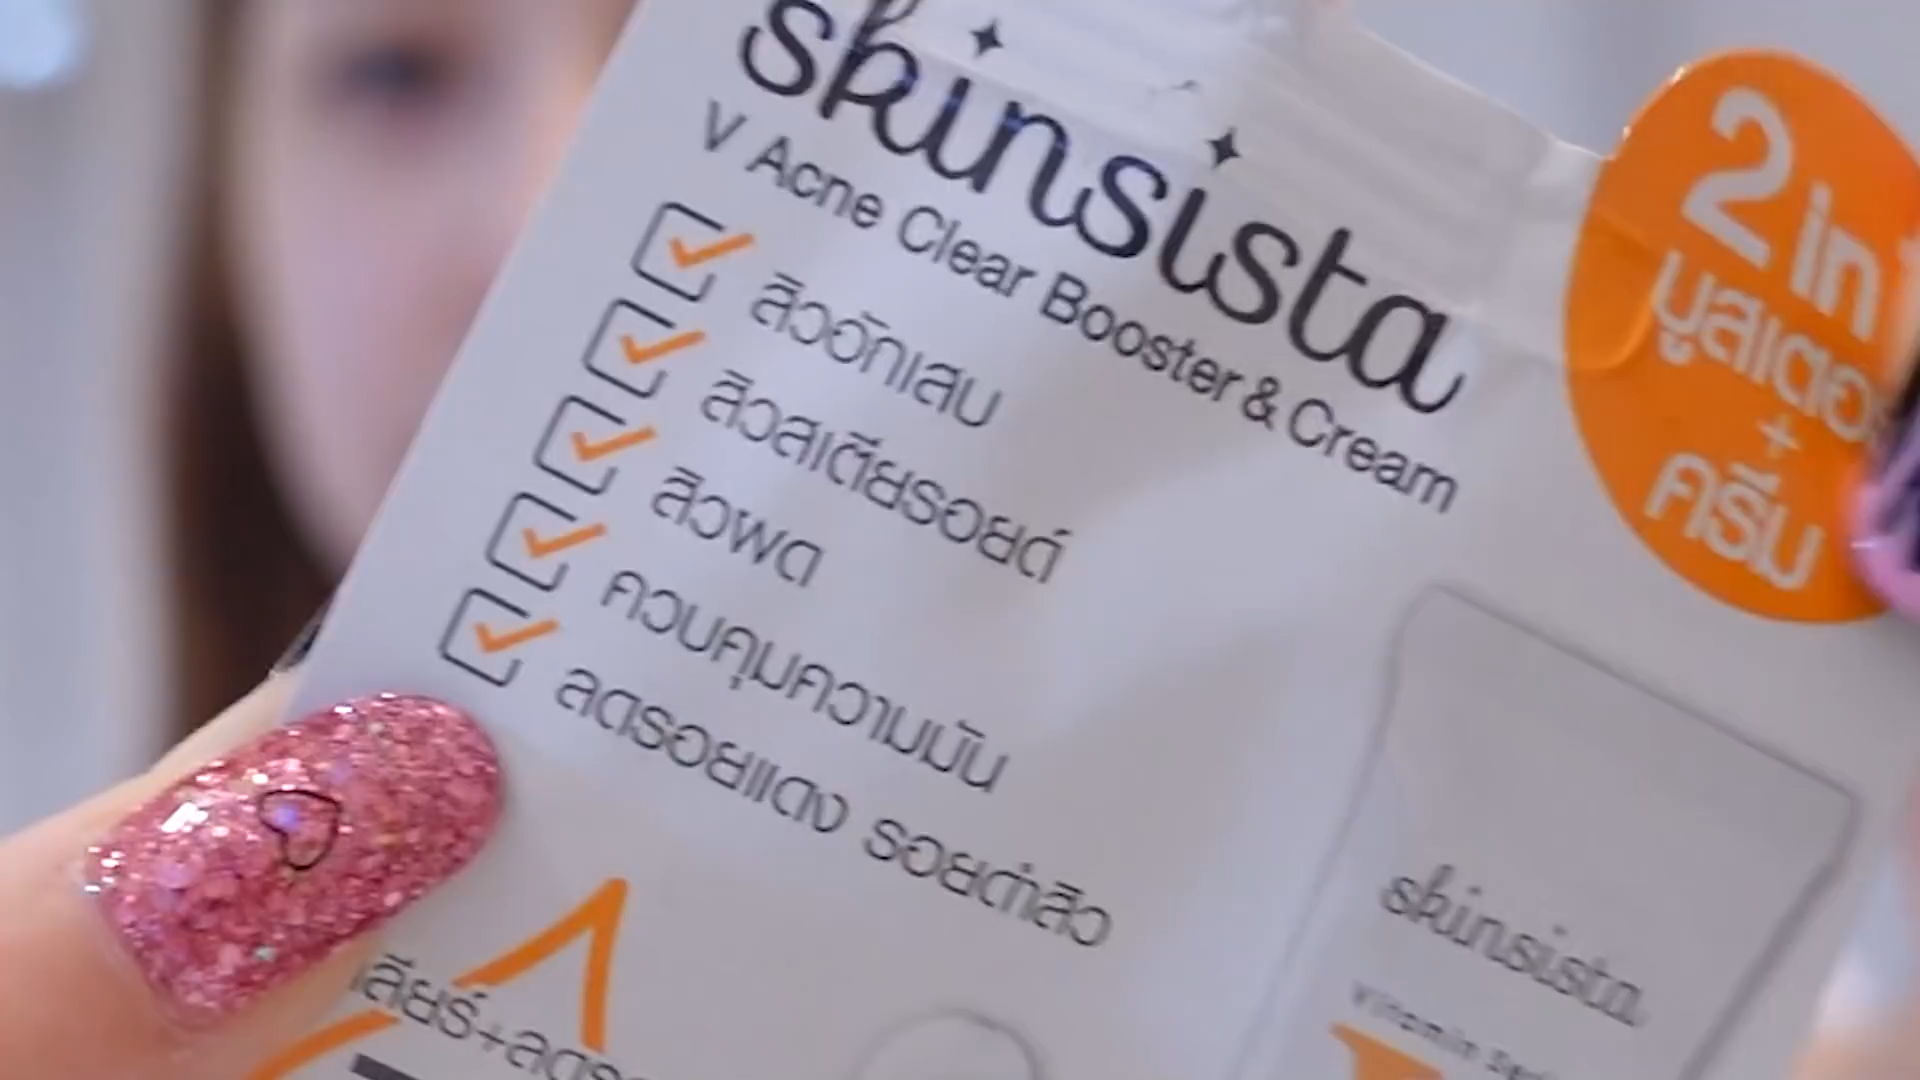 skinsista
V Acne Clear Booster & Cream
สิวอักเสบ
สิวสเตียรอยด์
สิวผด
ควบคุมความมัน
ลดรอยแดง รอยดำสิว
2 in
บูสเตอ
+
ครีม
skinsista
Vitamin